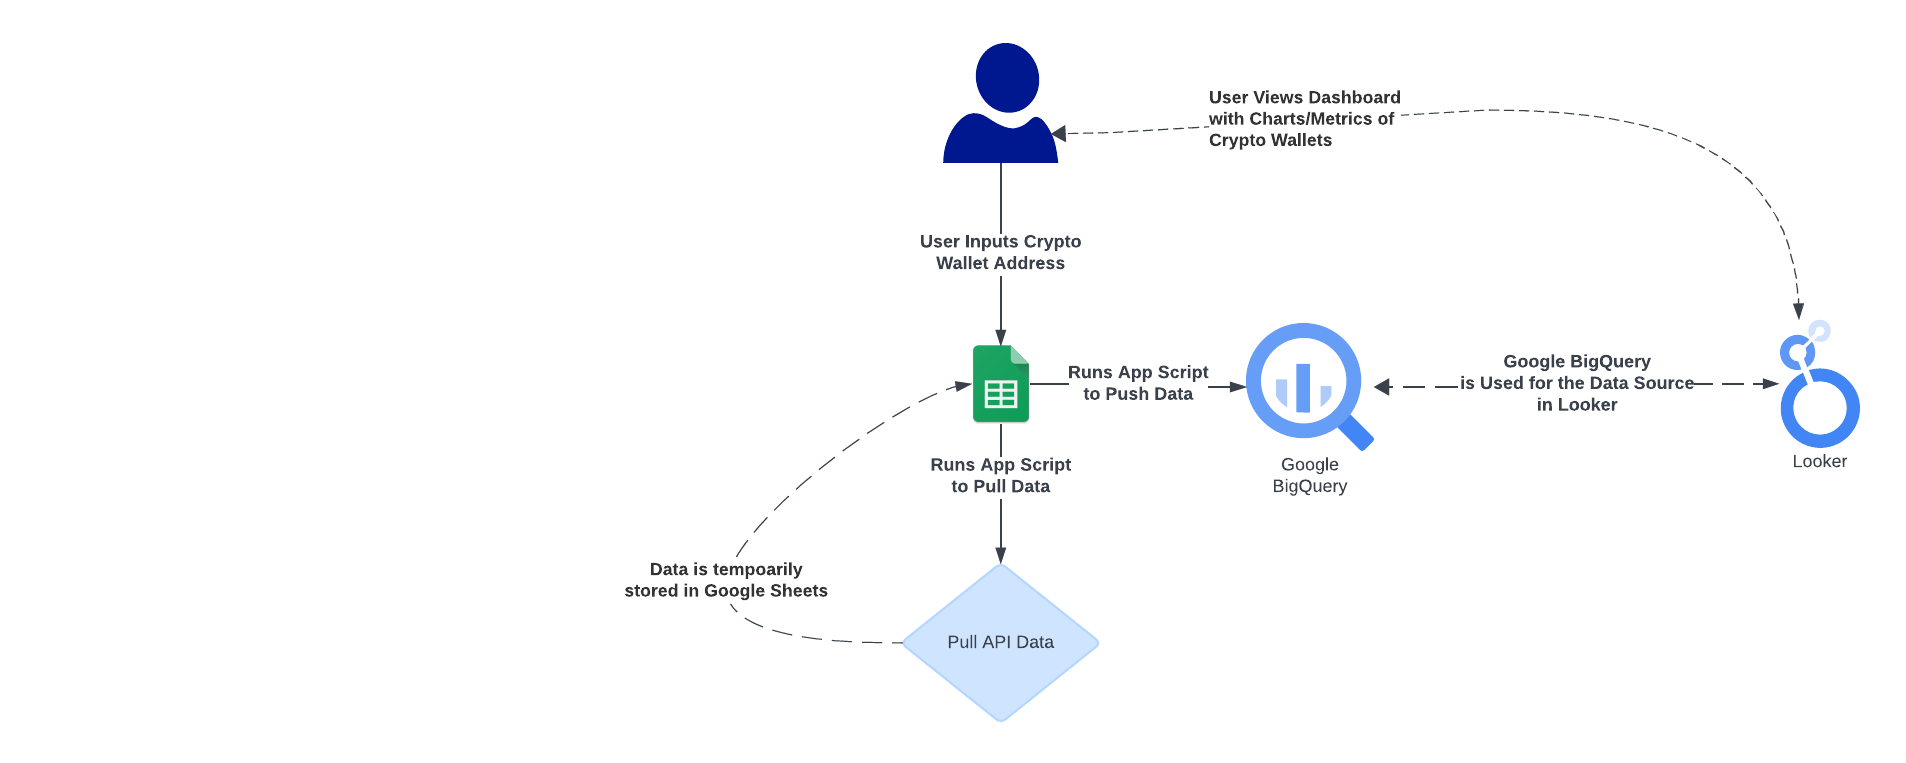 User Views Dashboard
with Charts/Metrics of
Crypto Wallets
User Inputs Crypto
Wallet Address
Runs App Script
to Push Data
Google BigQuery
is Used for the Data Source
in Looker
Google
BigQuery
Looker
Runs App Script
to Pull Data
Data is tempoarily
stored in Google Sheets
Pull API Data